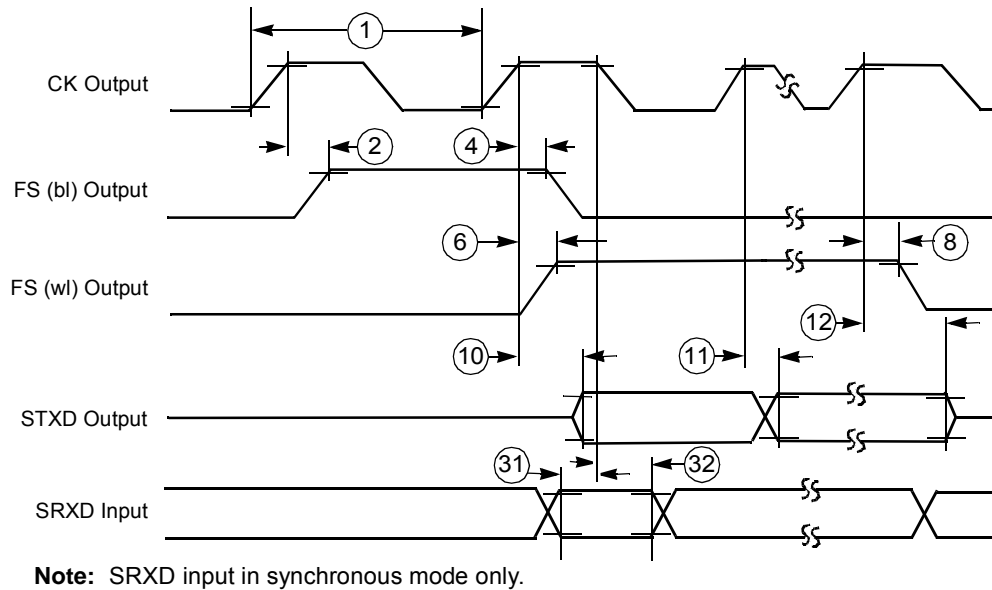 1
CK Output
2
4
FS (bl) Output
6
8
FS (wl) Output
12
10
11
STXD Output
31
32
SRXD Input
Note: SRXD input in synchronous mode only.